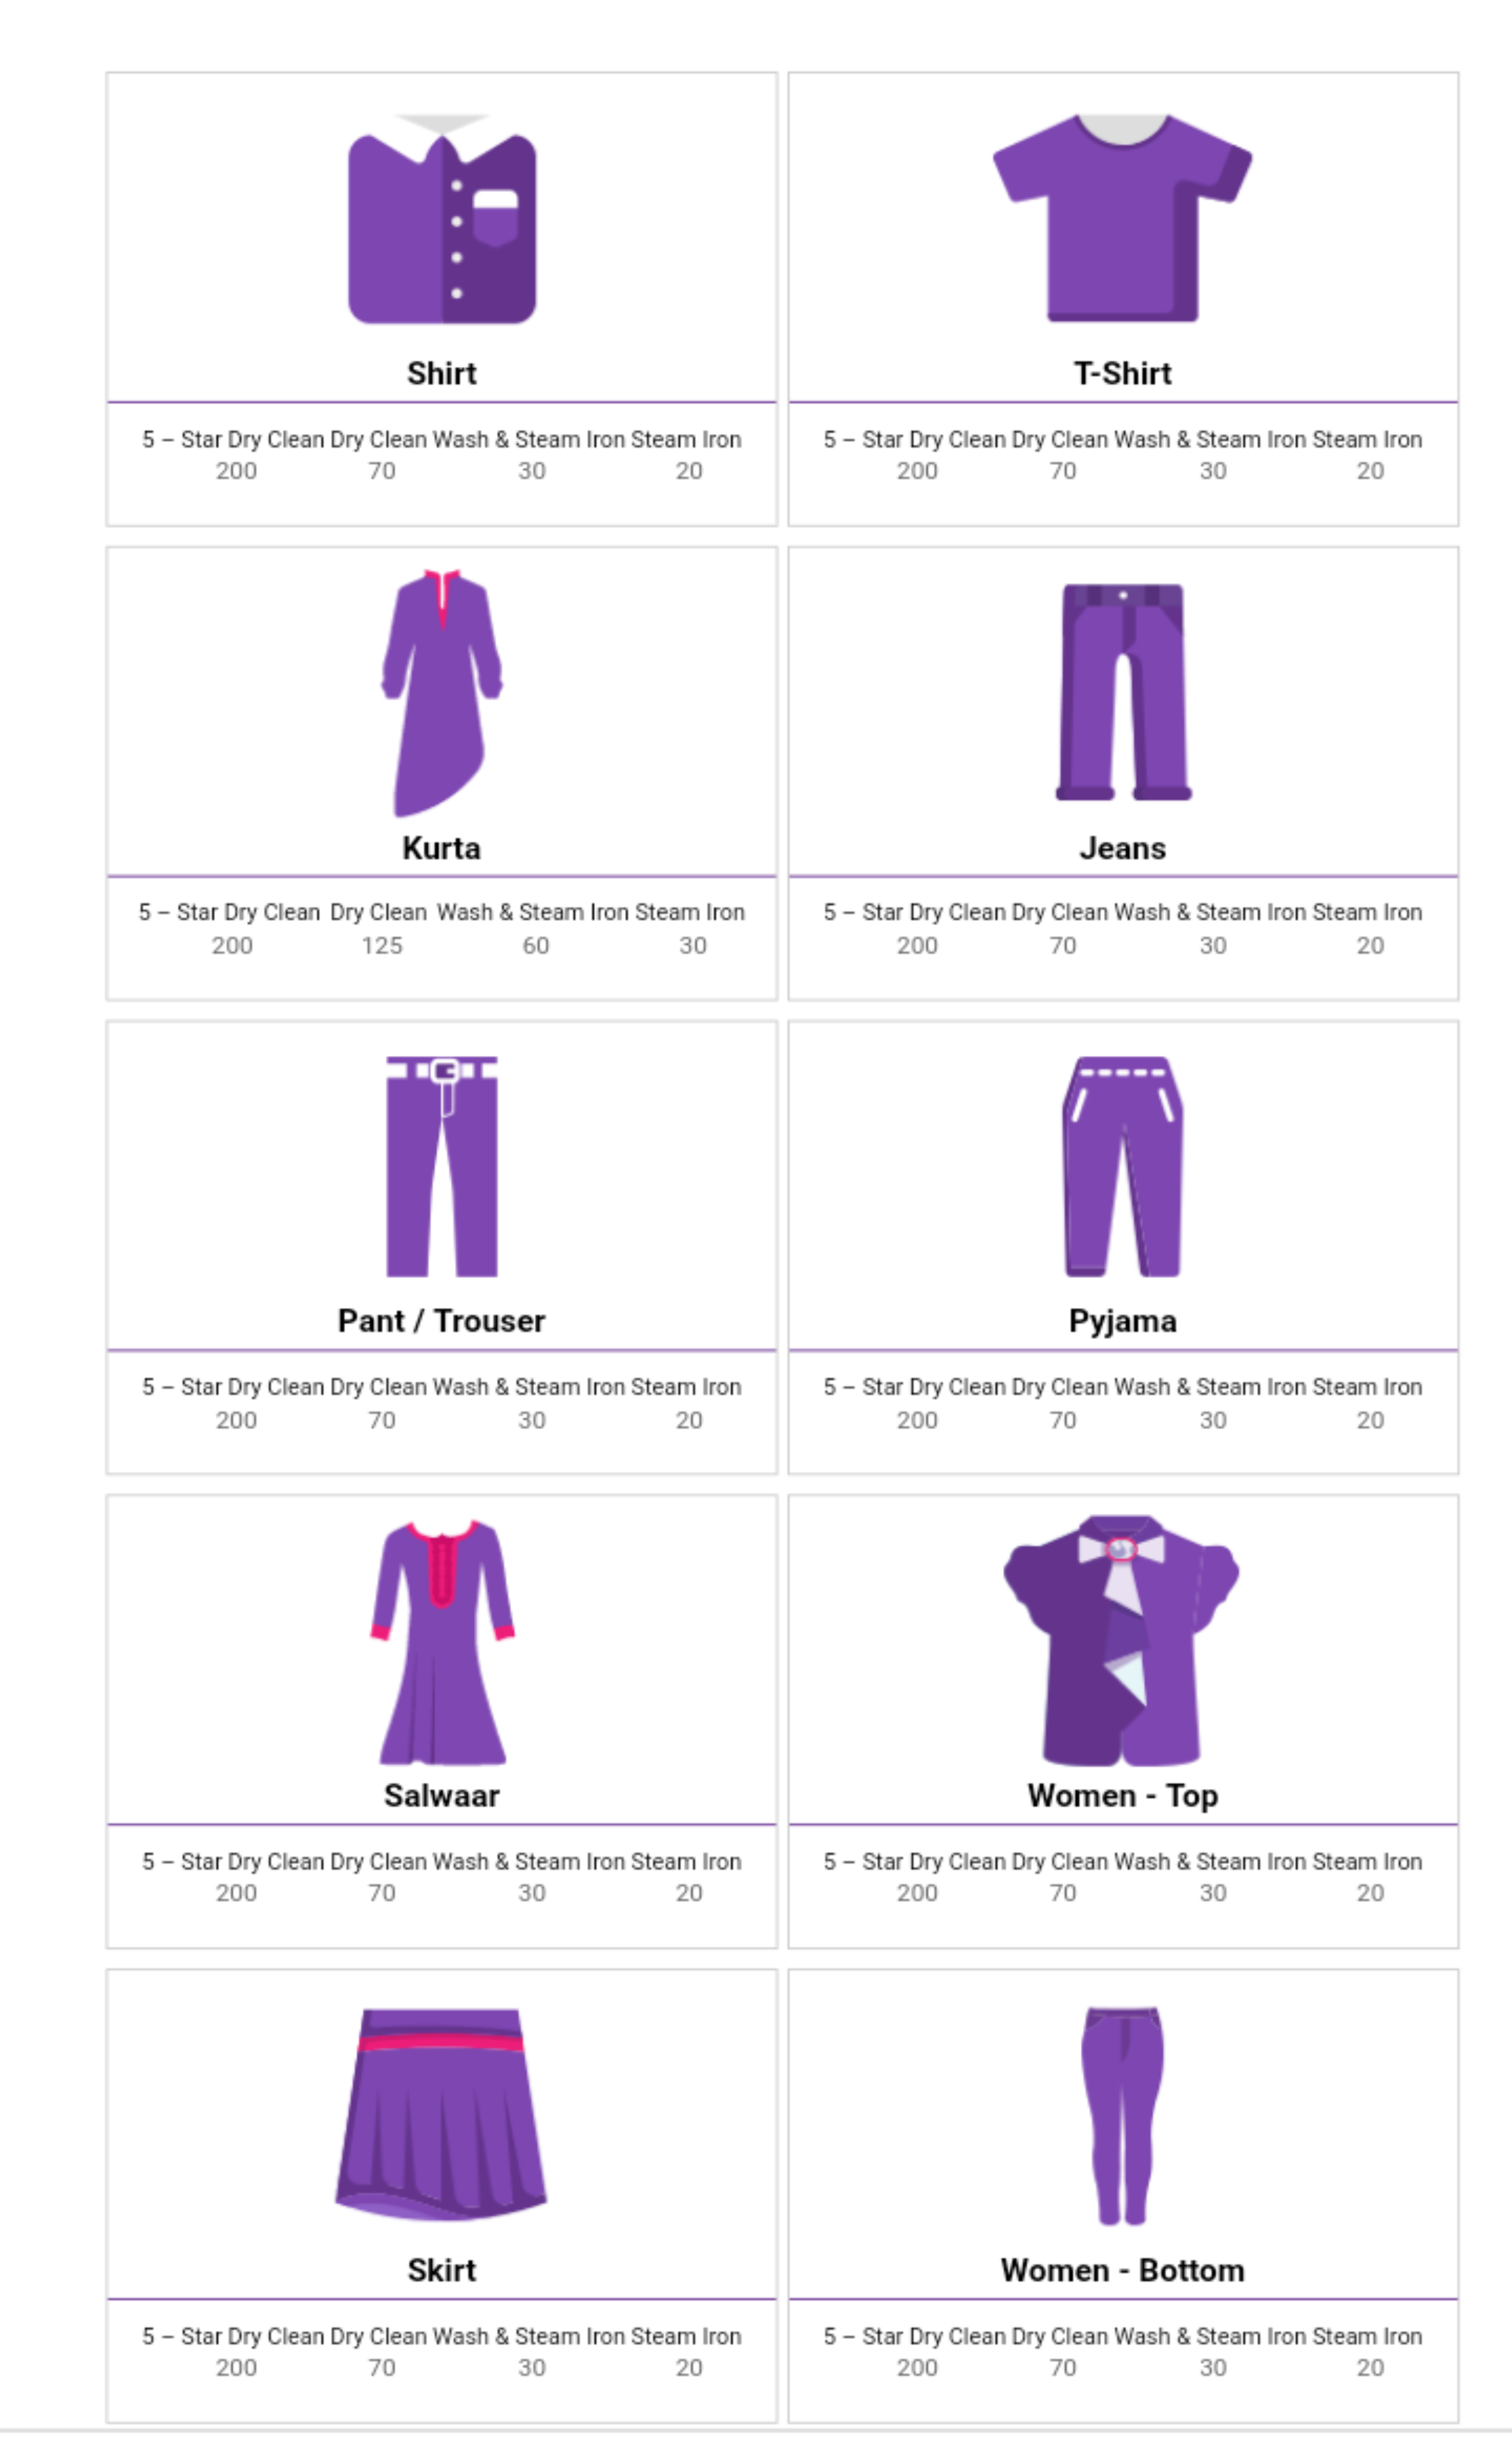 Shirt
5 – Star Dry Clean Dry Clean Wash & Steam Iron Steam Iron
200 70 30 20
T-Shirt
5 – Star Dry Clean Dry Clean Wash & Steam Iron Steam Iron
200 70 30 20
Kurta
5 – Star Dry Clean Dry Clean Wash & Steam Iron Steam Iron
200 125 60 30
Jeans
5 – Star Dry Clean Dry Clean Wash & Steam Iron Steam Iron
200 70 30 20
Pant / Trouser
5 – Star Dry Clean Dry Clean Wash & Steam Iron Steam Iron
200 70 30 20
Pyjama
5 – Star Dry Clean Dry Clean Wash & Steam Iron Steam Iron
200 70 30 20
Salwaar
5 – Star Dry Clean Dry Clean Wash & Steam Iron Steam Iron
200 70 30 20
Women - Top
5 – Star Dry Clean Dry Clean Wash & Steam Iron Steam Iron
200 70 30 20
Skirt
5 – Star Dry Clean Dry Clean Wash & Steam Iron Steam Iron
200 70 30 20
Women - Bottom
5 – Star Dry Clean Dry Clean Wash & Steam Iron Steam Iron
200 70 30 20